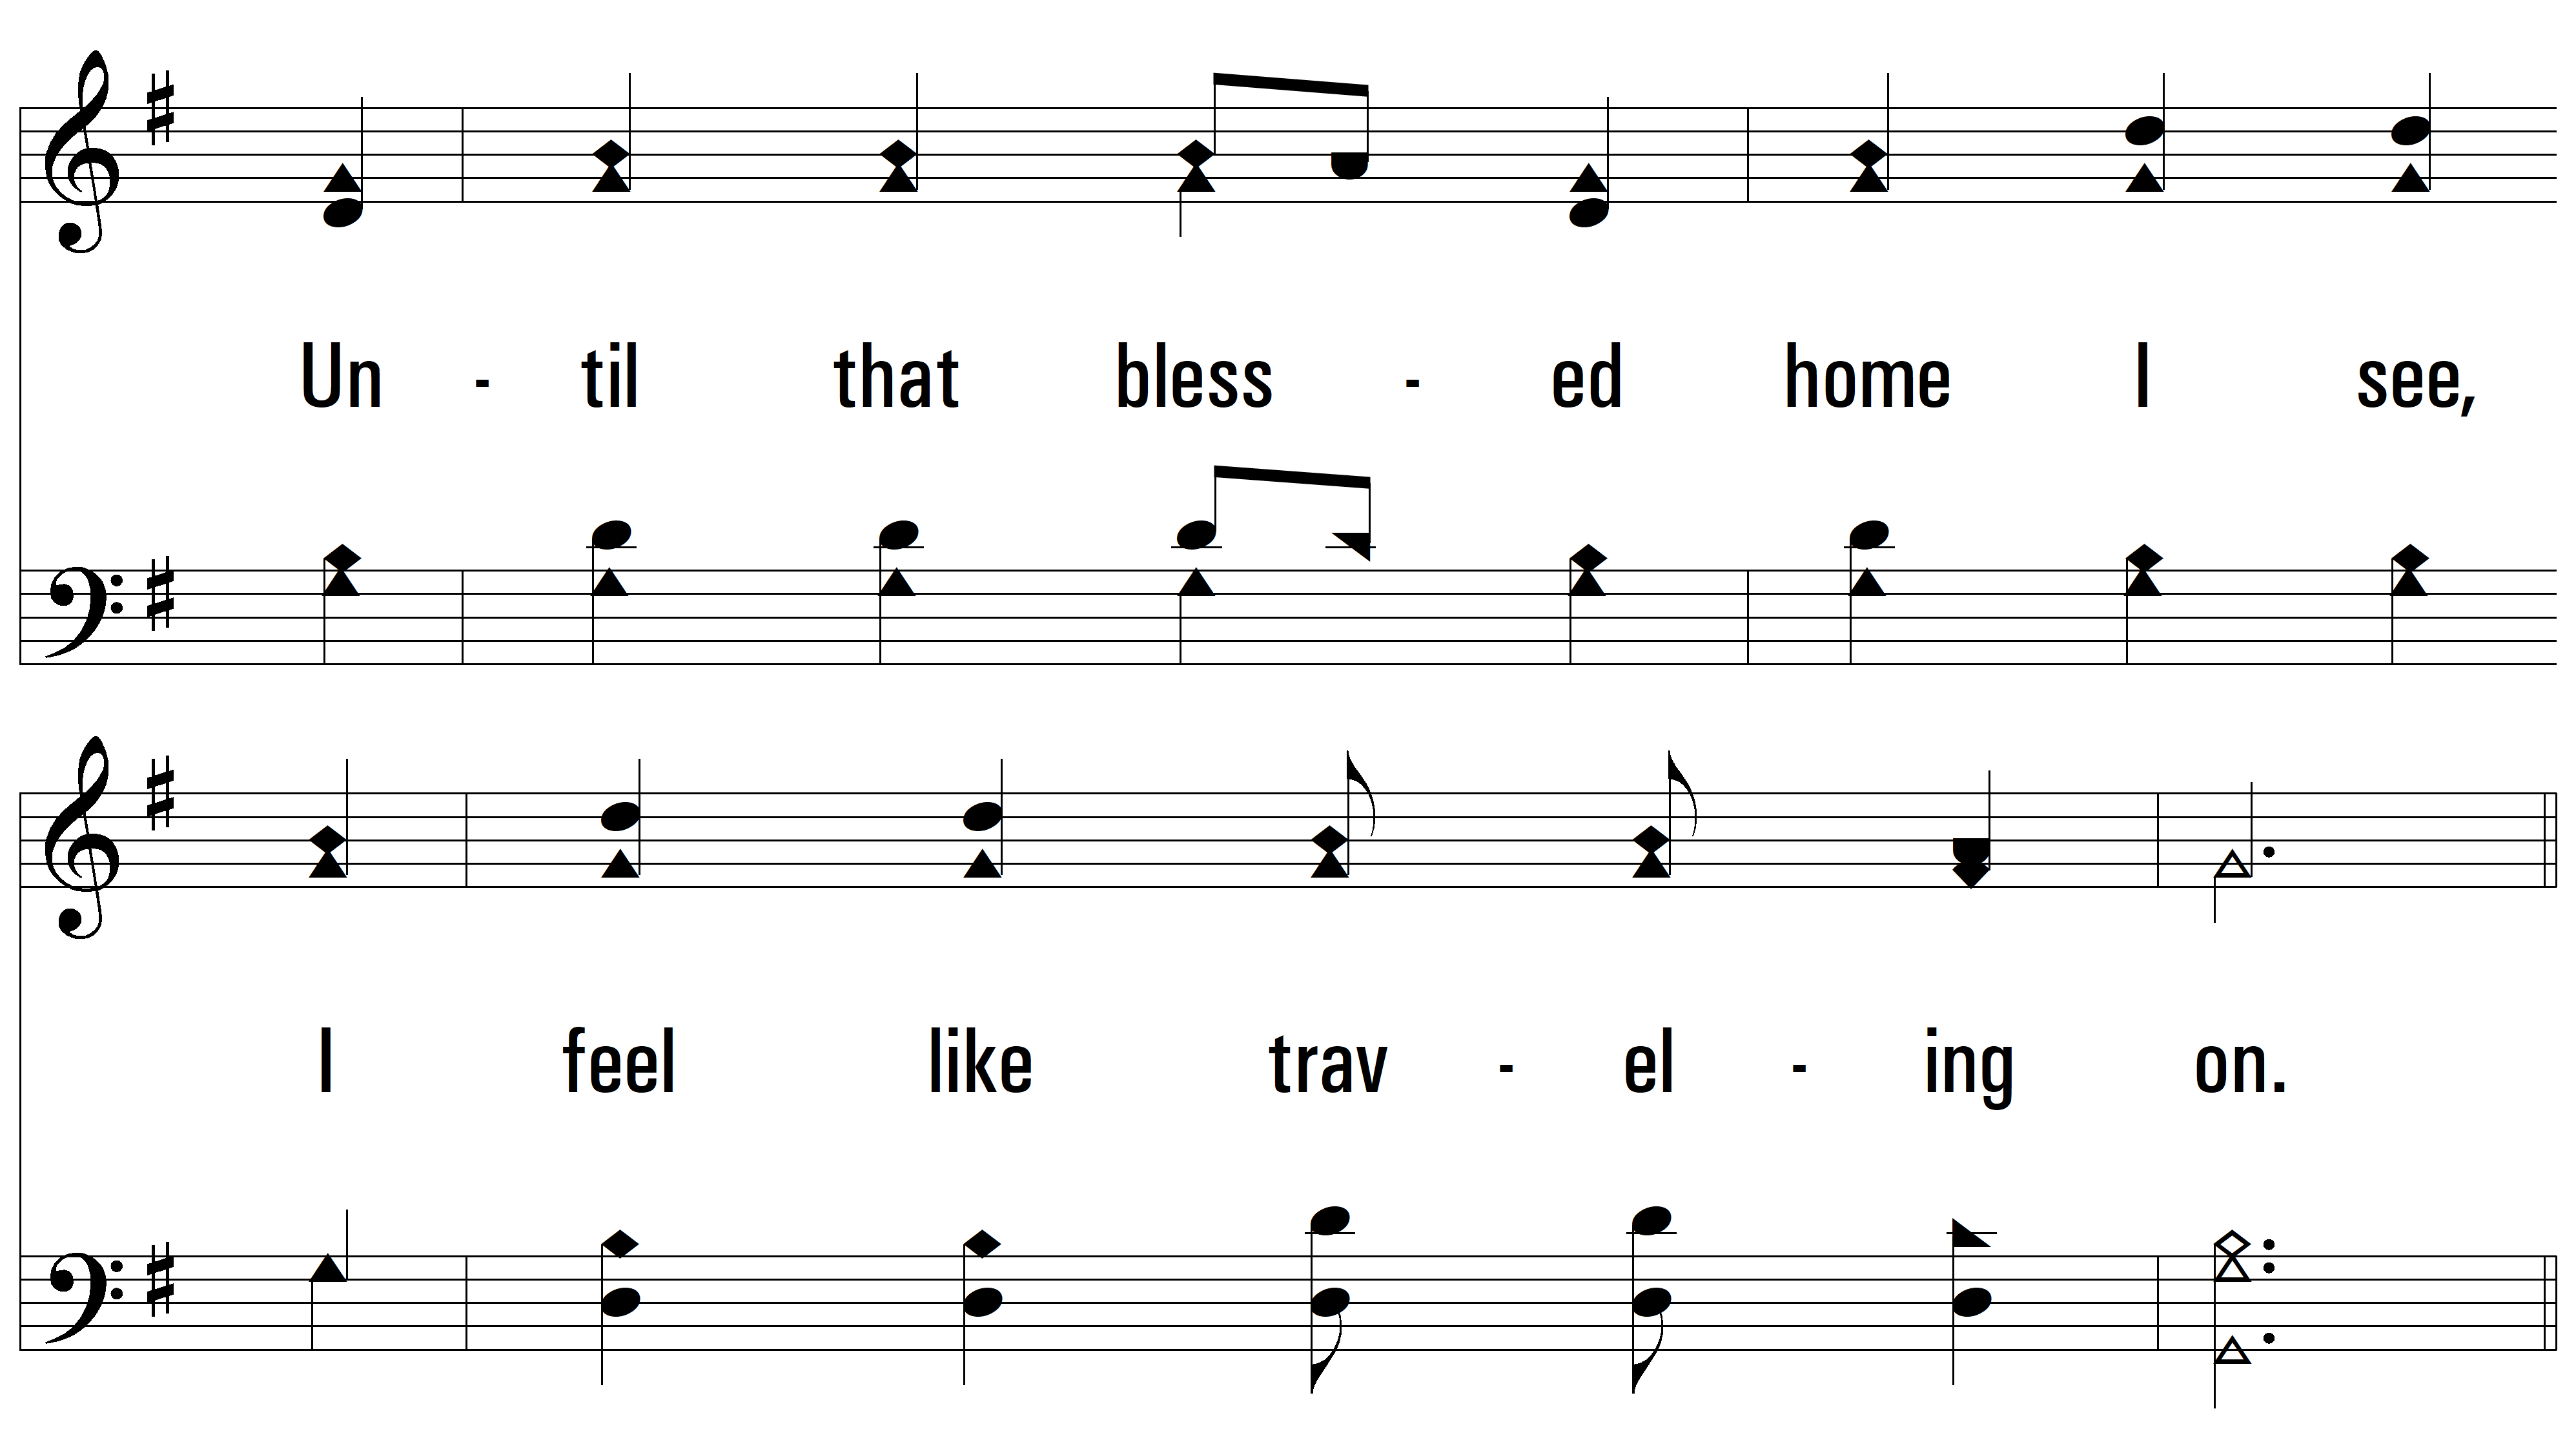 Un - til that bless - ed home I see,
I feel like trav - el - ing on.